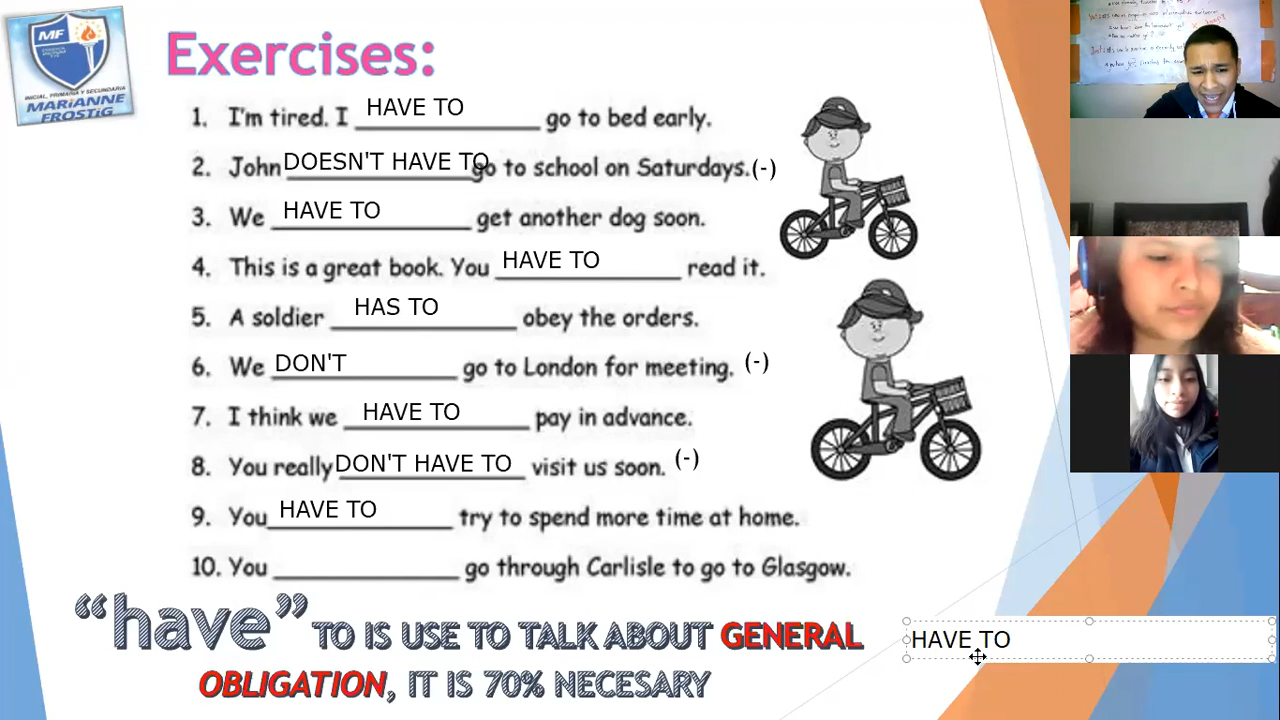 MF
INICIAL, PRIMARIA Y SECUNDARIA
MARiANNE
FROSTiG
Exercises:
1. I'm tired. I HAVE TO go to bed early.
2. John DOESN'T HAVE TO go to school on Saturdays. (-)
3. We HAVE TO get another dog soon.
4. This is a great book. You HAVE TO read it.
5. A soldier HAS TO obey the orders.
6. We DON'T go to London for meeting. (-)
7. I think we HAVE TO pay in advance.
8. You really DON'T HAVE TO visit us soon. (-)
9. You HAVE TO try to spend more time at home.
10. You ______________ go through Carlisle to go to Glasgow.
“have” TO IS USE TO TALK ABOUT GENERAL
OBLIGATION, IT IS 70% NECESARY
HAVE TO